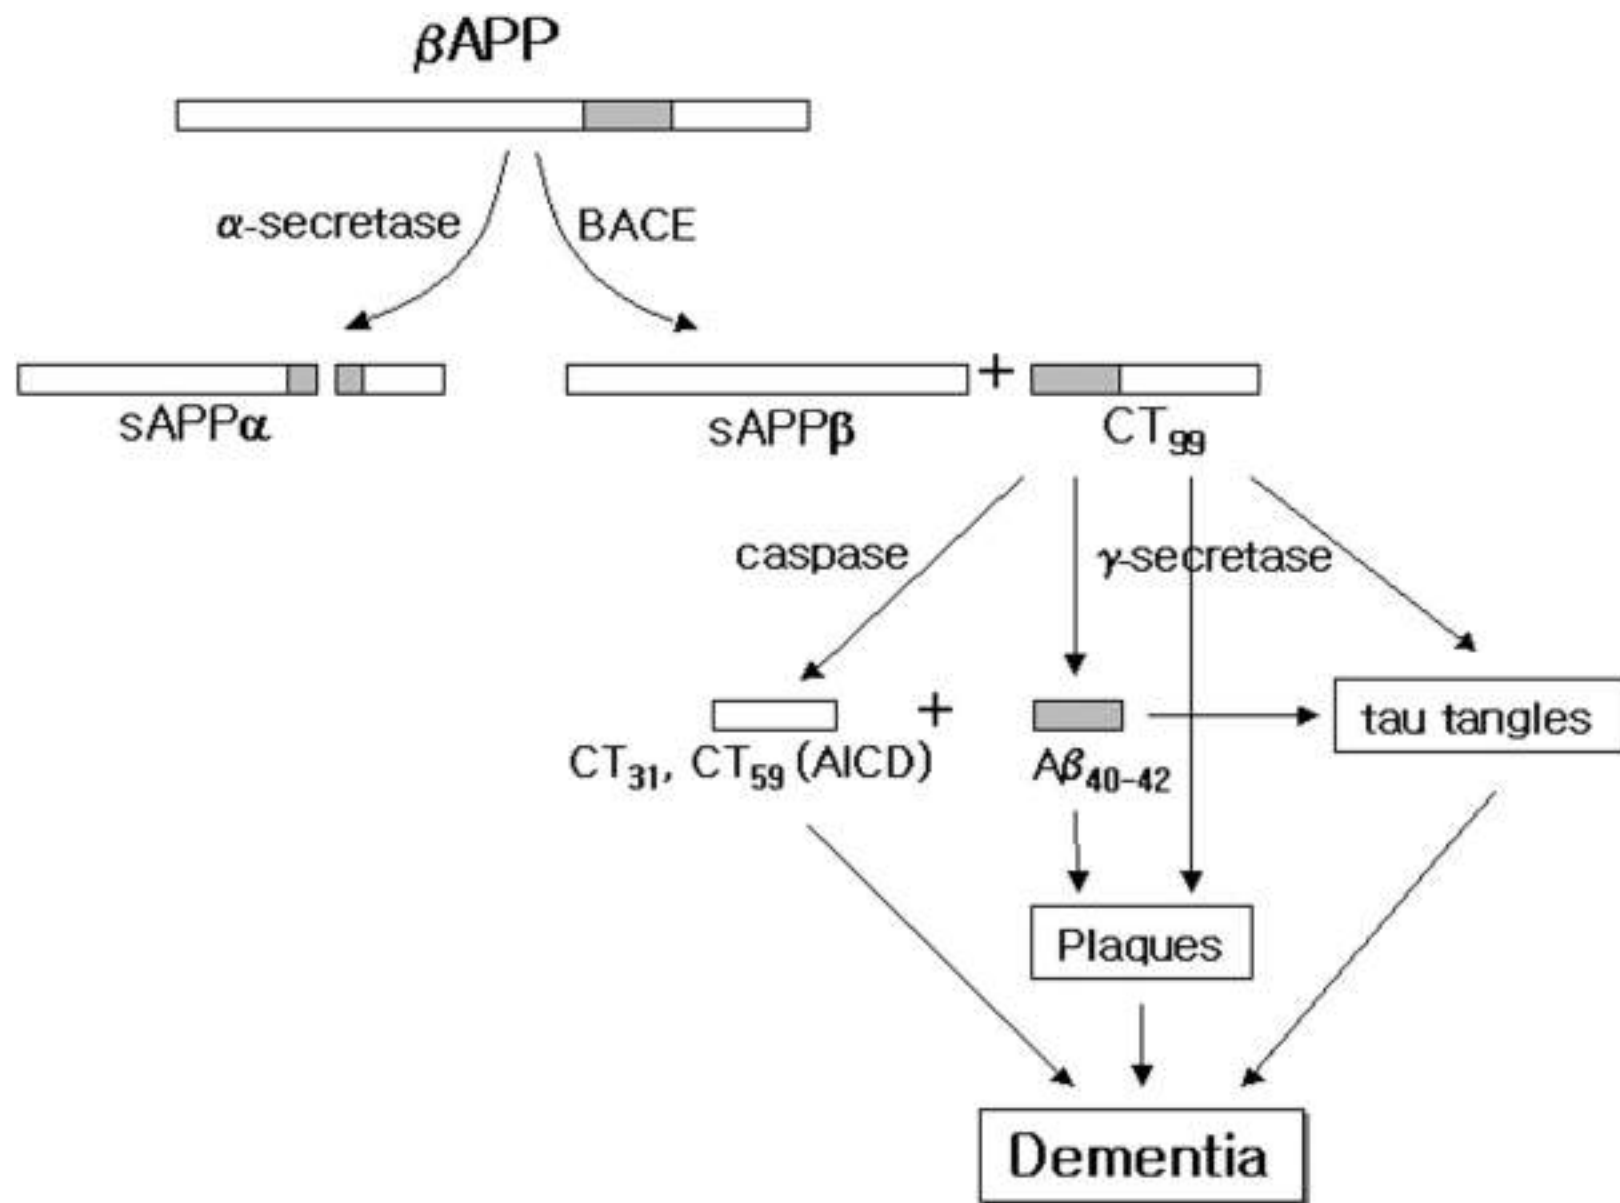 βAPP
α-secretase BACE
sAPPα sAPPβ + CT₉₉
+
caspase γ-secretase
CT₃₁, CT₅₉ (AICD) Aβ₄₀₋₄₂ tau tangles
Plaques
Dementia